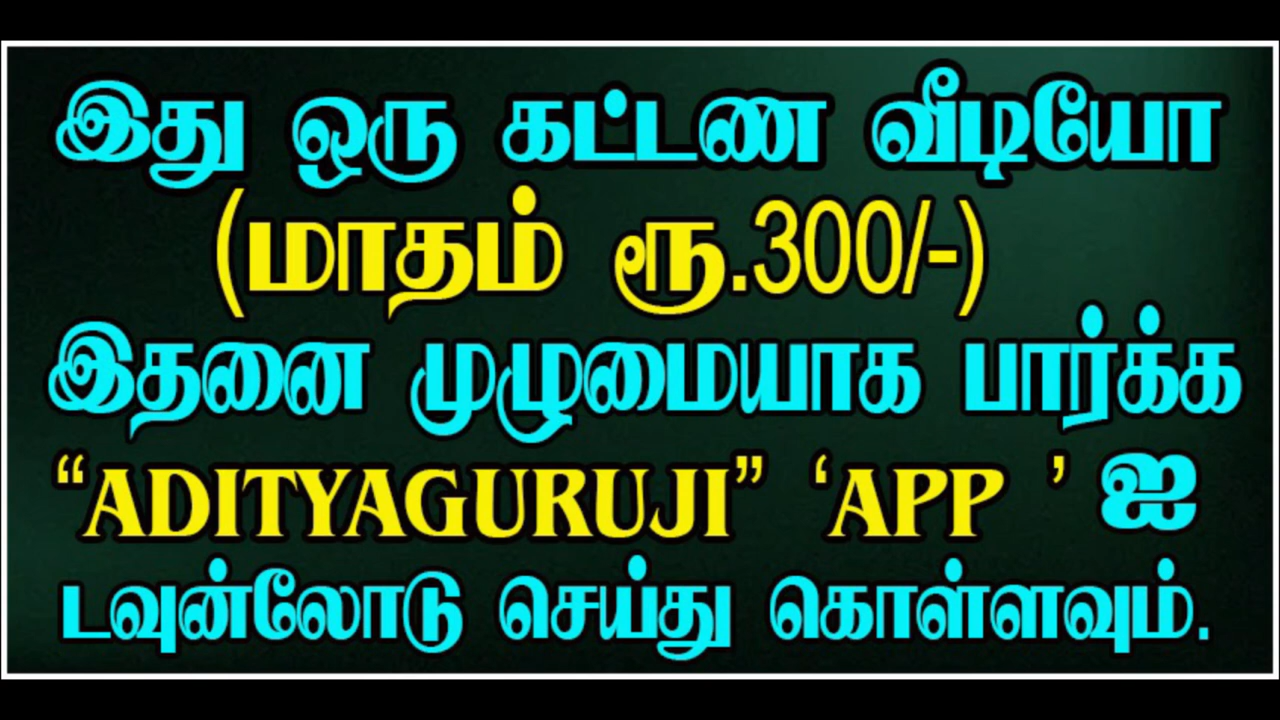 இது ஒரு கட்டண வீடியோ
(மாதம் ரூ.300/-)
இதனை முழுமையாக பார்க்க
“ADITYAGURUJI” ‘APP ’ ஐ
டவுன்லோடு செய்து கொள்ளவும்.